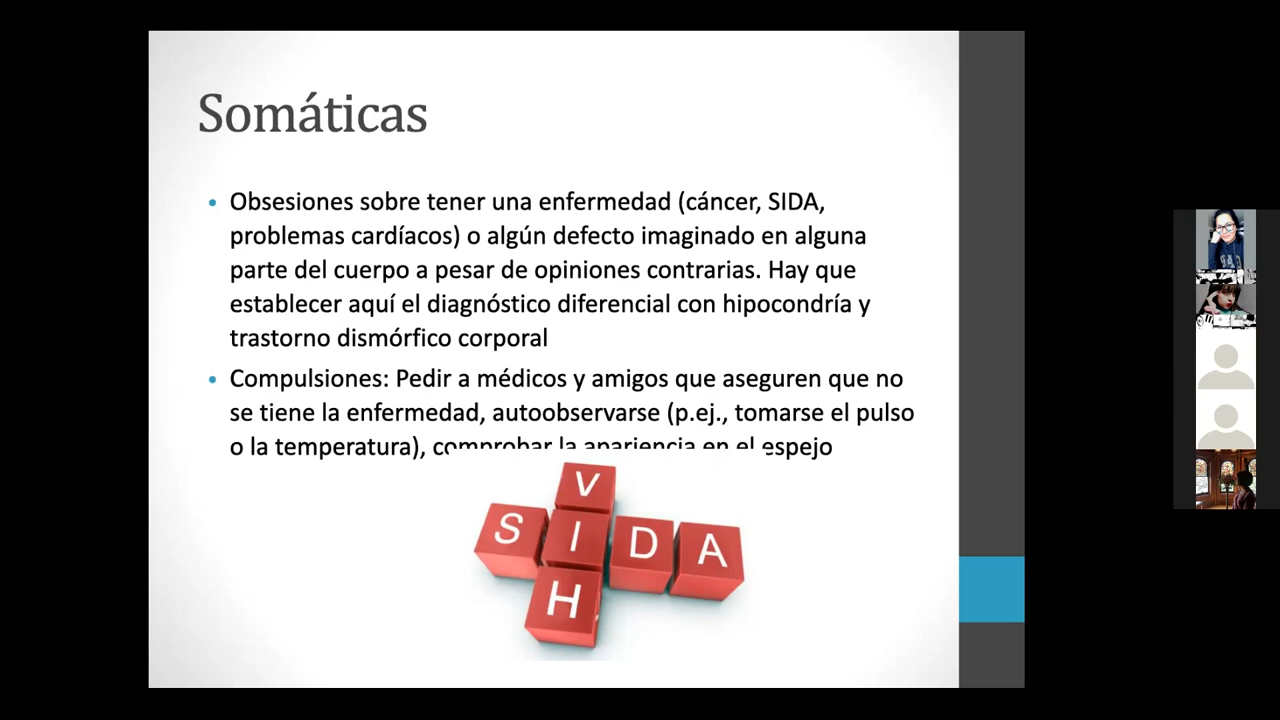 Somáticas
• Obsesiones sobre tener una enfermedad (cáncer, SIDA,
problemas cardíacos) o algún defecto imaginado en alguna
parte del cuerpo a pesar de opiniones contrarias. Hay que
establecer aquí el diagnóstico diferencial con hipocondría y
trastorno dismórfico corporal
• Compulsiones: Pedir a médicos y amigos que aseguren que no
se tiene la enfermedad, autoobservarse (p.ej., tomarse el pulso
o la temperatura), comprobar la apariencia en el espejo
V
SIDA
H